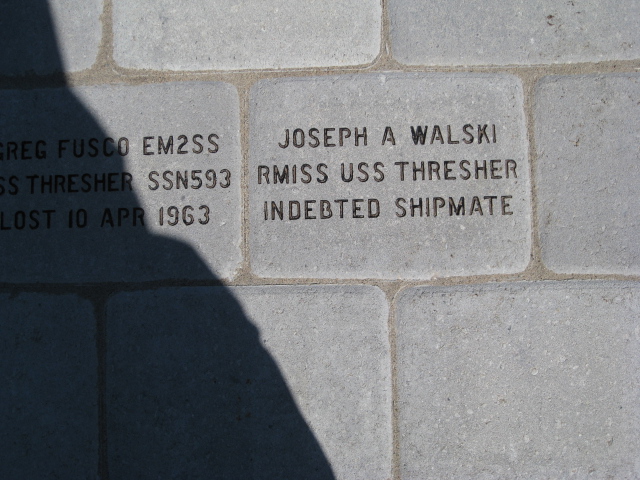 GREG FUSCO EM2SS
SS THRESHER SSN593
LOST 10 APR 1963
JOSEPH A WALSKI
RMISS USS THRESHER
INDEBTED SHIPMATE